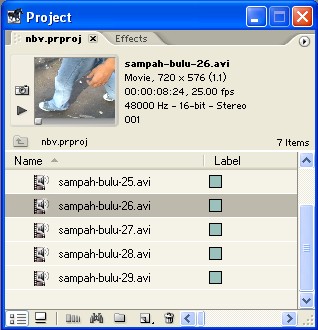 Project
nbv.prproj Effects
sampah-bulu-26.avi
Movie, 720 x 576 (1.1)
00:00:08:24, 25.00 fps
48000 Hz - 16-bit - Stereo
001
nbv.prproj 7 Items
Name Label
sampah-bulu-25.avi
sampah-bulu-26.avi
sampah-bulu-27.avi
sampah-bulu-28.avi
sampah-bulu-29.avi